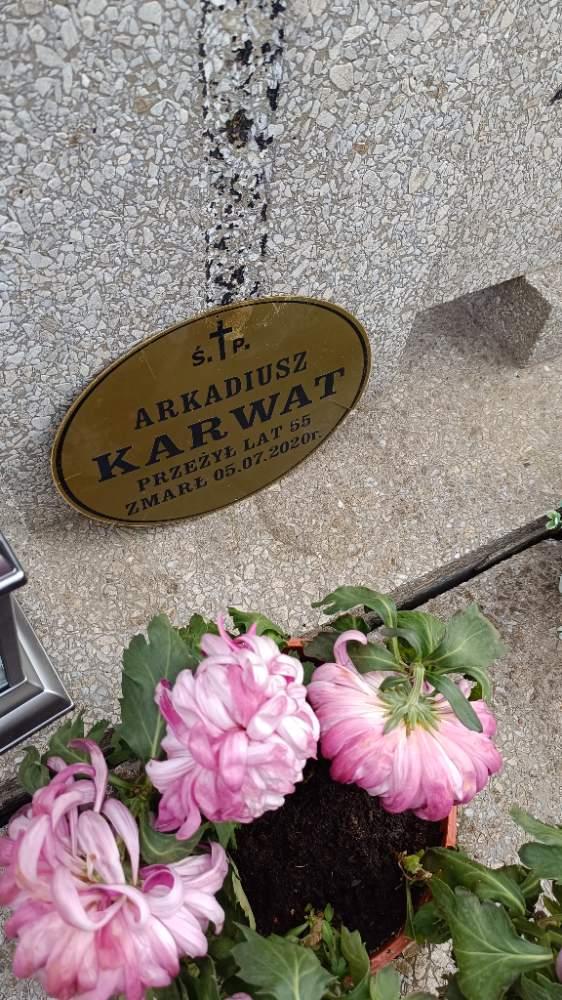 Ś. P.
ARKADIUSZ
KARWAT
PRZEŻYŁ LAT 55
ZMARŁ 05.07.2020r.